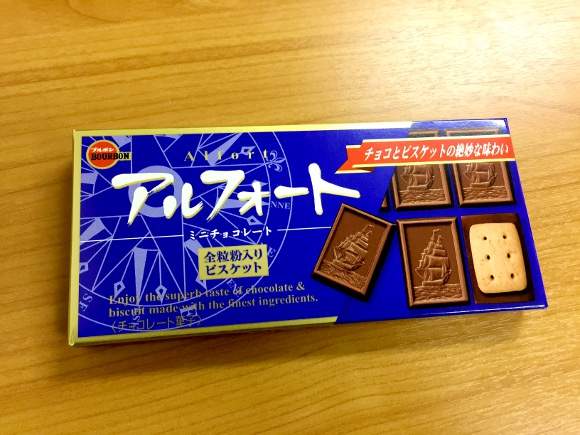 ブルボン
BOURBON
Alfort
チョコとビスケットの絶妙な味わい
アルフォート
ミニチョコレート
全粒粉入り
ビスケット
Enjoy the superb taste of chocolate &
biscuit made with the finest ingredients.
(チョコレート菓子)